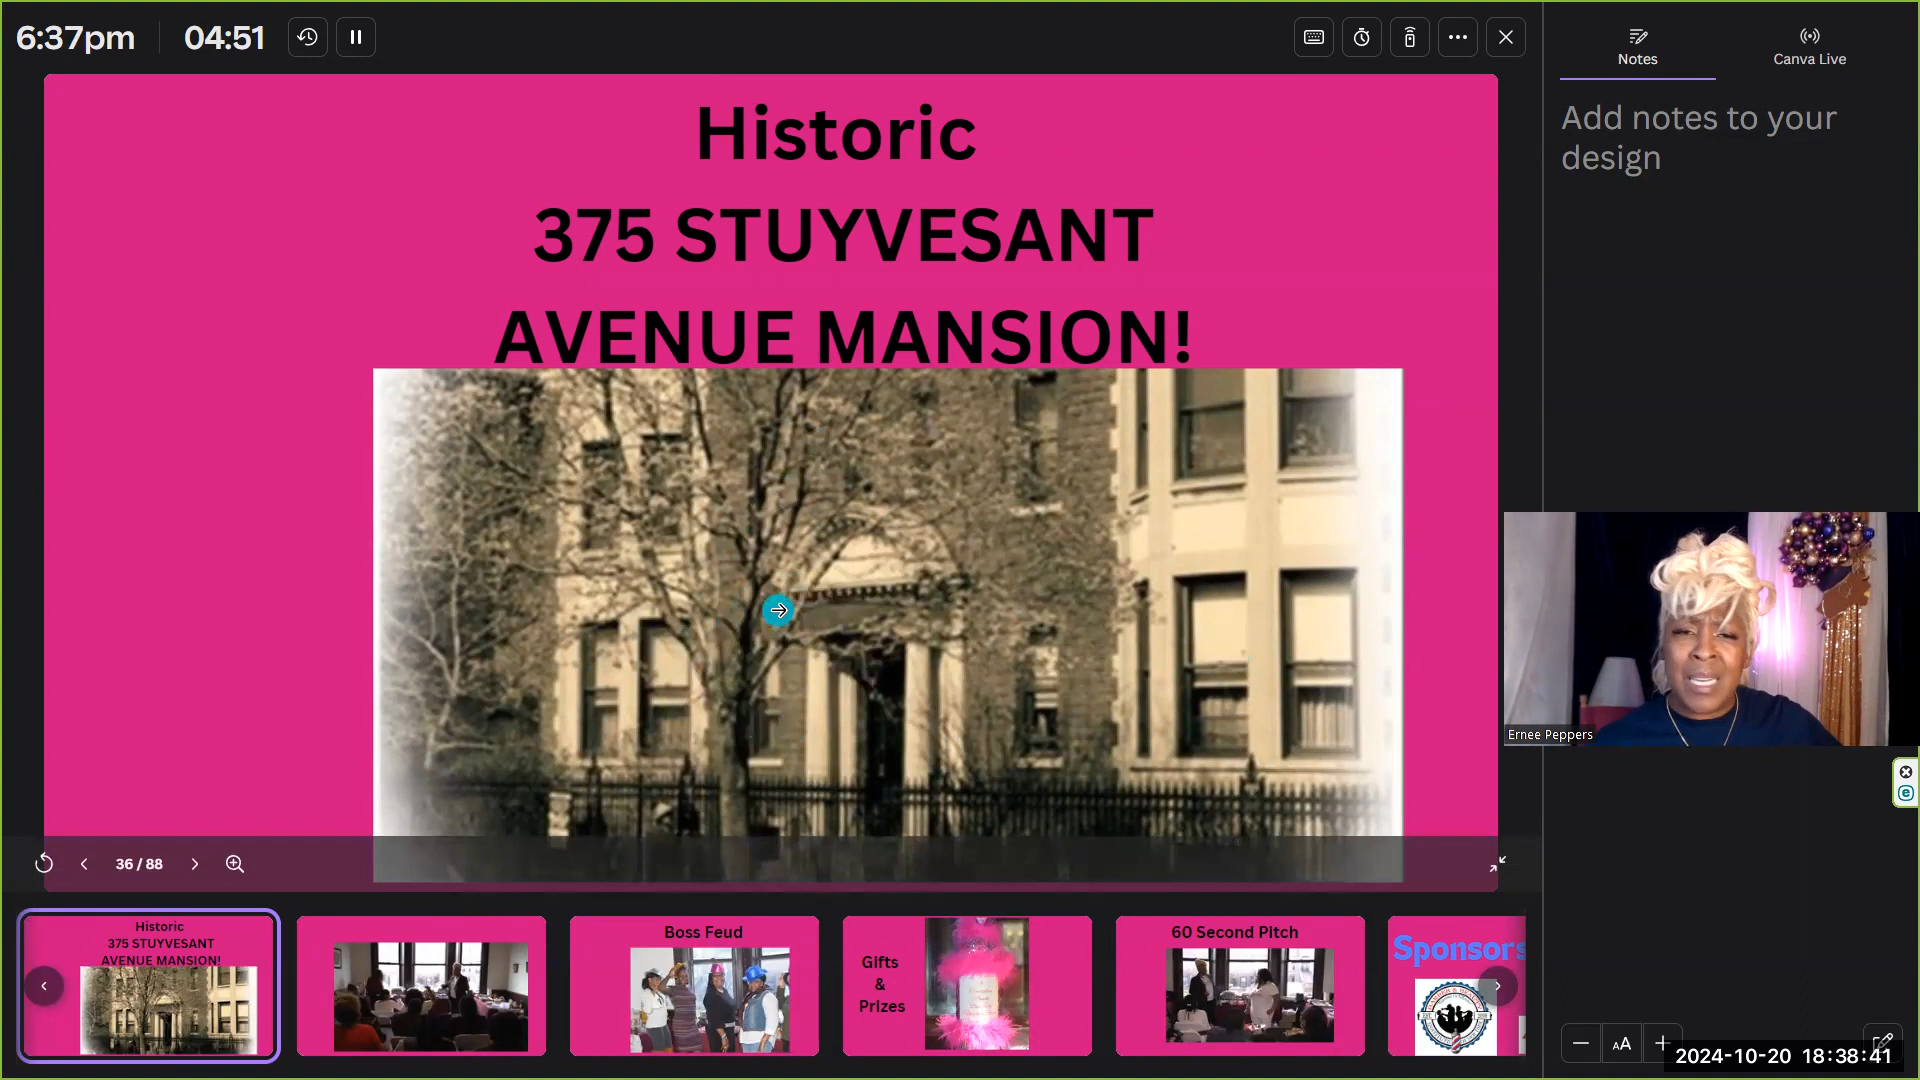 6:37pm
04:51
Notes
Canva Live
Add notes to your
design
Historic
375 STUYVESANT
AVENUE MANSION!
Ernee Peppers
36 / 88
Historic
375 STUYVESANT
AVENUE MANSION!
Boss Feud
Gifts
&
Prizes
60 Second Pitch
Sponsors
AA
2024-10-20 18:38:41